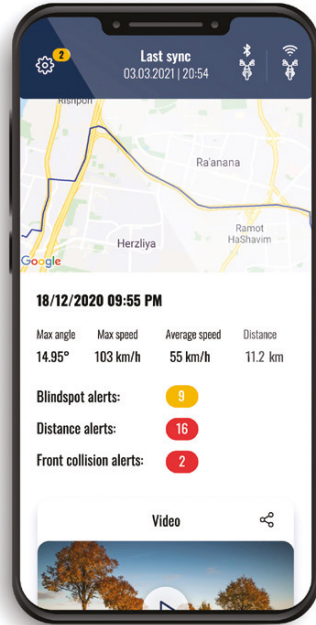 2
Last sync
03.03.2021 | 20:54
Rishpon
Ra'anana
Ramot
HaSharvim
Herzliya
Google
18/12/2020 09:55 PM
Max angle Max speed Average speed Distance
14.95° 103 km/h 55 km/h 11.2 km
Blindspot alerts: 9
Distance alerts: 16
Front collision alerts: 2
Video